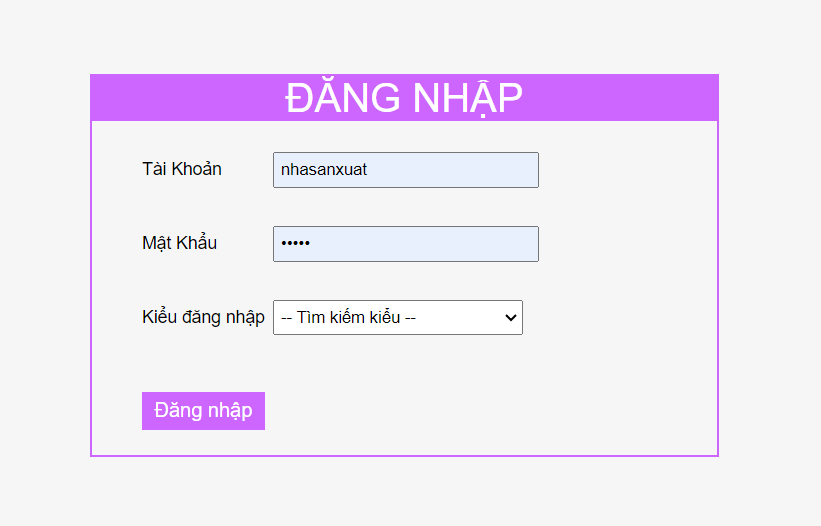 ĐĂNG NHẬP
Tài Khoản nhasanxuat
Mật Khẩu •••••
Kiểu đăng nhập -- Tìm kiếm kiểu --
Đăng nhập